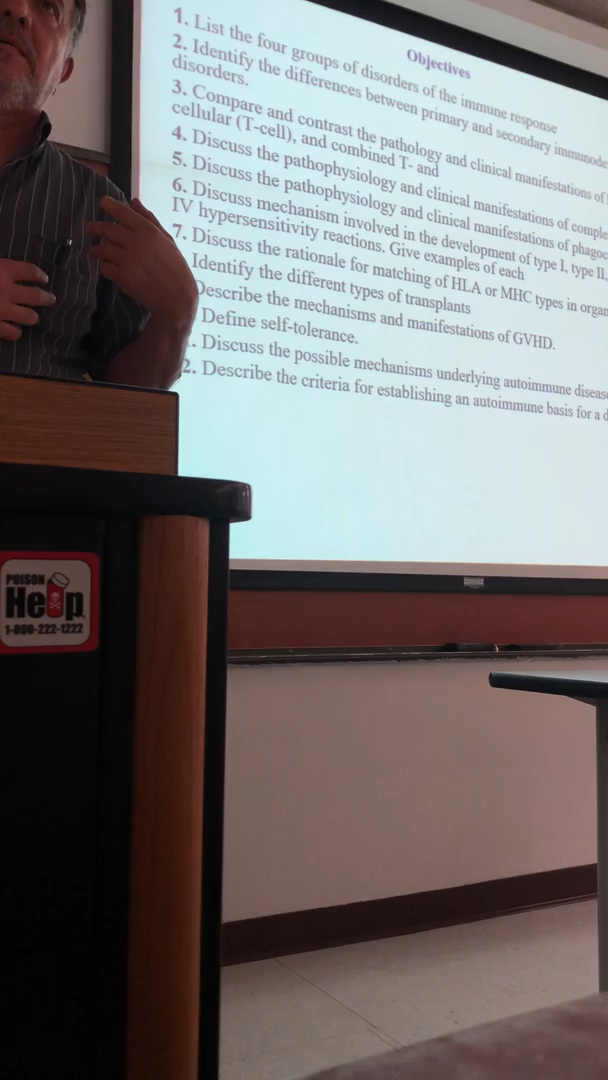 Objectives
1. List the four groups of disorders of the immune response
2. Identify the differences between primary and secondary immunode
disorders.
3. Compare and contrast the pathology and clinical manifestations of
cellular (T-cell), and combined T- and
4. Discuss the pathophysiology and clinical manifestations of comple
5. Discuss the pathophysiology and clinical manifestations of phagoc
6. Discuss mechanism involved in the development of type I, type II,
IV hypersensitivity reactions. Give examples of each
7. Discuss the rationale for matching of HLA or MHC types in organ
Identify the different types of transplants
Describe the mechanisms and manifestations of GVHD.
Define self-tolerance.
. Discuss the possible mechanisms underlying autoimmune disease
2. Describe the criteria for establishing an autoimmune basis for a d
POISON
Help
1-800-222-1222